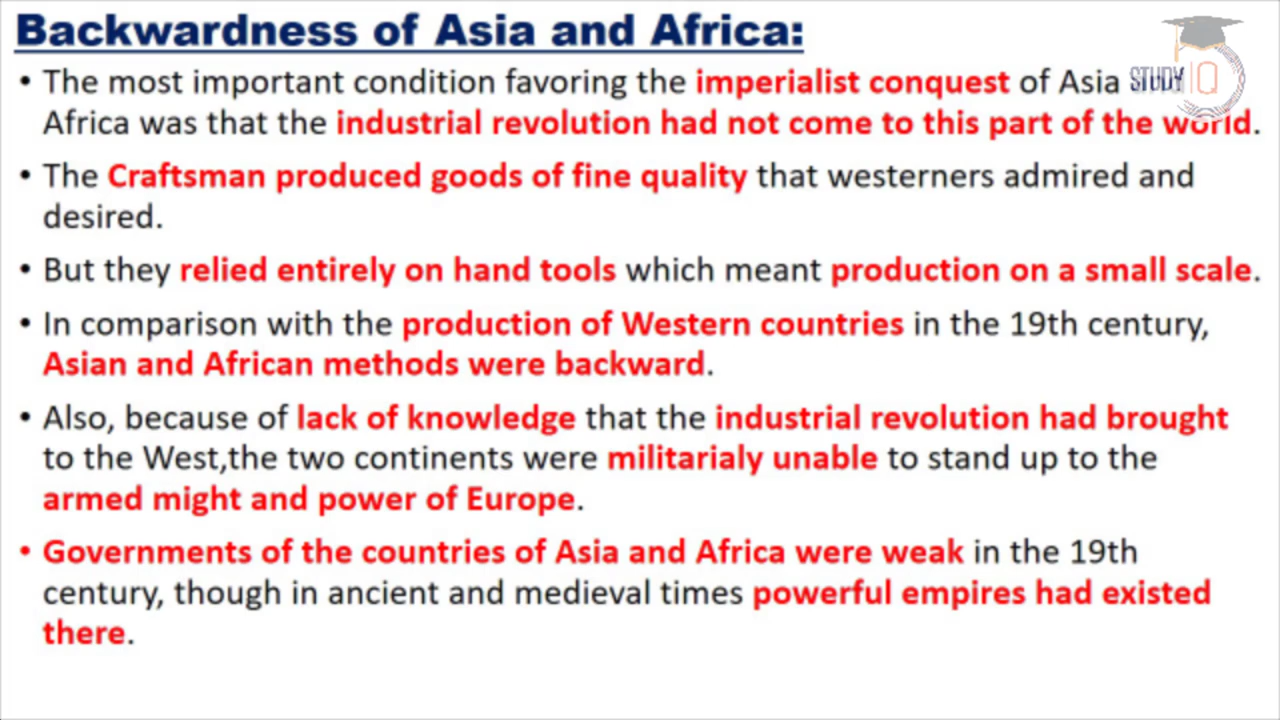 Backwardness of Asia and Africa:
• The most important condition favoring the imperialist conquest of Asia
STUDY IQ
Africa was that the industrial revolution had not come to this part of the world.
• The Craftsman produced goods of fine quality that westerners admired and
desired.
• But they relied entirely on hand tools which meant production on a small scale.
• In comparison with the production of Western countries in the 19th century,
Asian and African methods were backward.
• Also, because of lack of knowledge that the industrial revolution had brought
to the West,the two continents were militarialy unable to stand up to the
armed might and power of Europe.
• Governments of the countries of Asia and Africa were weak in the 19th
century, though in ancient and medieval times powerful empires had existed
there.